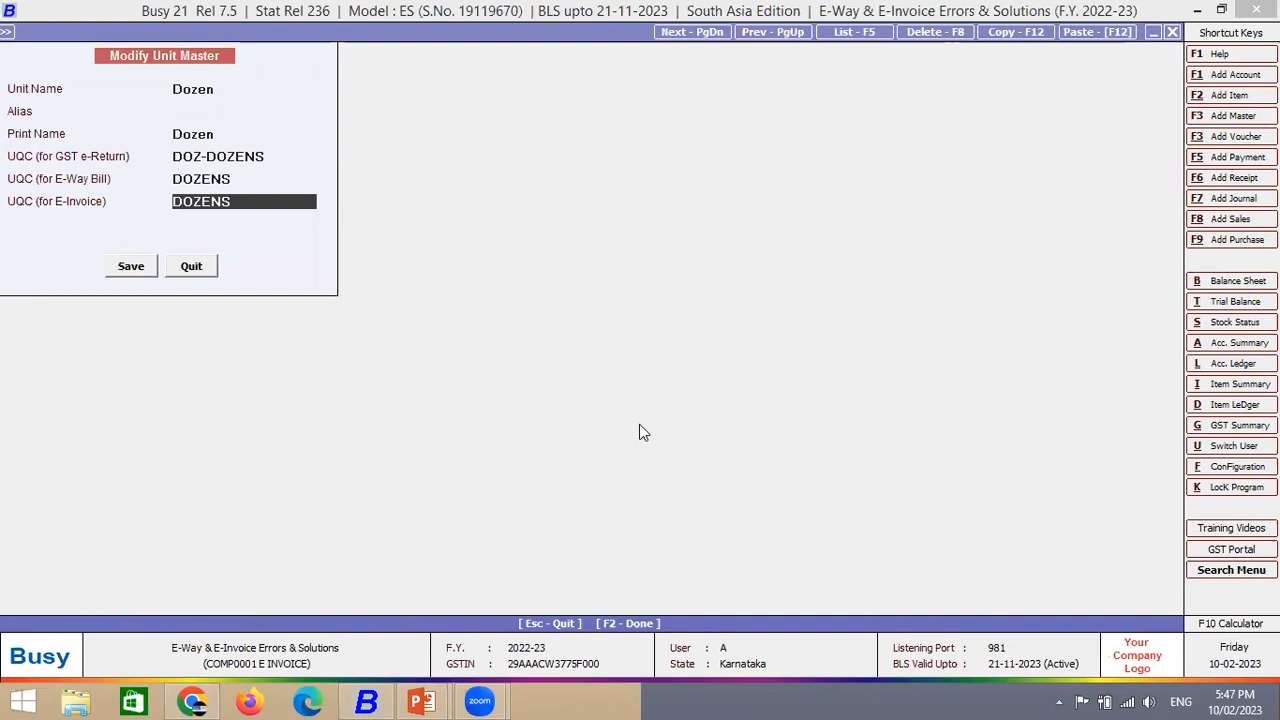 Busy 21 Rel 7.5 | Stat Rel 236 | Model : ES (S.No. 19119670) | BLS upto 21-11-2023 | South Asia Edition | E-Way & E-Invoice Errors & Solutions (F.Y. 2022-23)
>> Next - PgDn Prev - PgUp List - F5 Delete - F8 Copy - F12 Paste - [F12]
Shortcut Keys
Modify Unit Master
Unit Name Dozen
Alias
Print Name Dozen
UQC (for GST e-Return) DOZ-DOZENS
UQC (for E-Way Bill) DOZENS
UQC (for E-Invoice) DOZENS
Save Quit
F1 Help
F1 Add Account
F2 Add Item
F3 Add Master
F3 Add Voucher
F5 Add Payment
F6 Add Receipt
F7 Add Journal
F8 Add Sales
F9 Add Purchase
B Balance Sheet
T Trial Balance
S Stock Status
A Acc. Summary
L Acc. Ledger
I Item Summary
D Item LeDger
G GST Summary
U Switch User
F ConFiguration
K LocK Program
Training Videos
GST Portal
Search Menu
[ Esc - Quit ] [ F2 - Done ]
F10 Calculator
Busy
E-Way & E-Invoice Errors & Solutions
(COMP0001 E INVOICE)
F.Y. : 2022-23
GSTIN : 29AAACW3775F000
User : A
State : Karnataka
Listening Port : 981
BLS Valid Upto : 21-11-2023 (Active)
Your
Company
Logo
Friday
10-02-2023
B zoom ENG
5:47 PM
10/02/2023